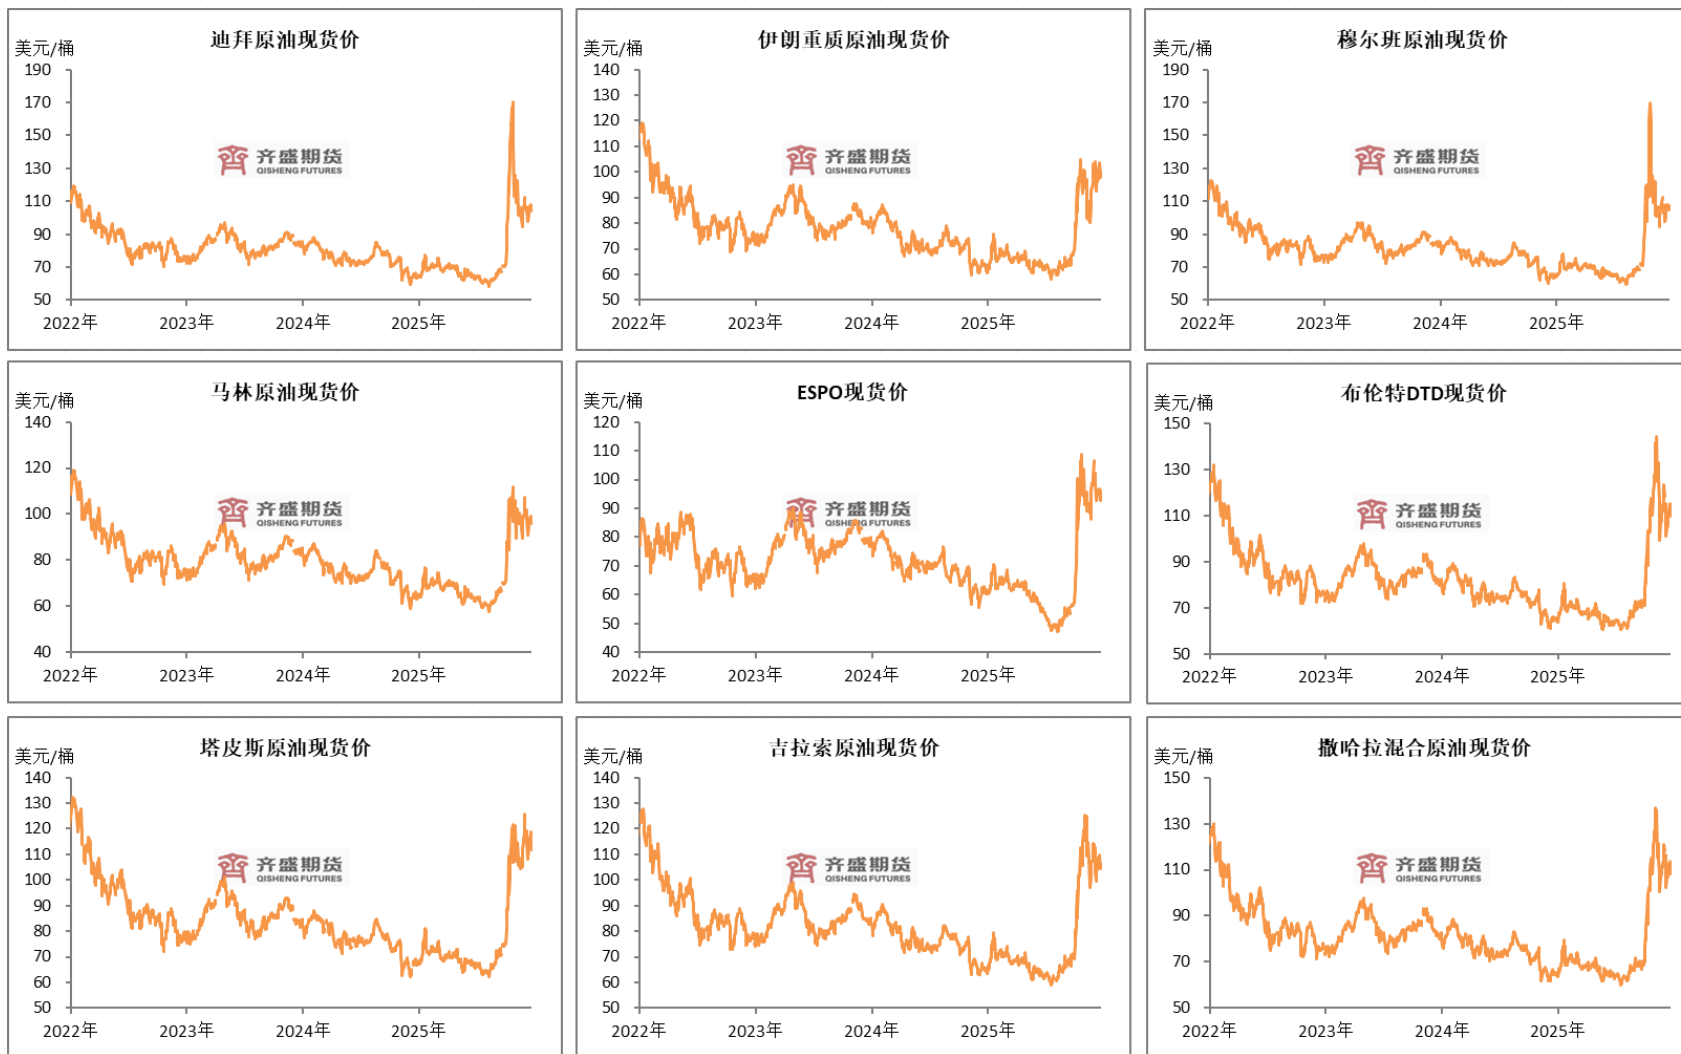 迪拜原油现货价
美元/桶
190
170
150
130
110
90
70
50
2022年 2023年 2024年 2025年
齐盛期货
QISHENG FUTURES
伊朗重质原油现货价
美元/桶
140
130
120
110
100
90
80
70
60
50
2022年 2023年 2024年 2025年
齐盛期货
QISHENG FUTURES
穆尔班原油现货价
美元/桶
190
170
150
130
110
90
70
50
2022年 2023年 2024年 2025年
齐盛期货
QISHENG FUTURES
马林原油现货价
美元/桶
140
120
100
80
60
40
2022年 2023年 2024年 2025年
齐盛期货
QISHENG FUTURES
ESPO现货价
美元/桶
120
110
100
90
80
70
60
50
40
2022年 2023年 2024年 2025年
齐盛期货
QISHENG FUTURES
布伦特DTD现货价
美元/桶
150
130
110
90
70
50
2022年 2023年 2024年 2025年
齐盛期货
QISHENG FUTURES
塔皮斯原油现货价
美元/桶
140
130
120
110
100
90
80
70
60
50
2022年 2023年 2024年 2025年
齐盛期货
QISHENG FUTURES
吉拉索原油现货价
美元/桶
140
130
120
110
100
90
80
70
60
50
2022年 2023年 2024年 2025年
齐盛期货
QISHENG FUTURES
撒哈拉混合原油现货价
美元/桶
150
130
110
90
70
50
2022年 2023年 2024年 2025年
齐盛期货
QISHENG FUTURES